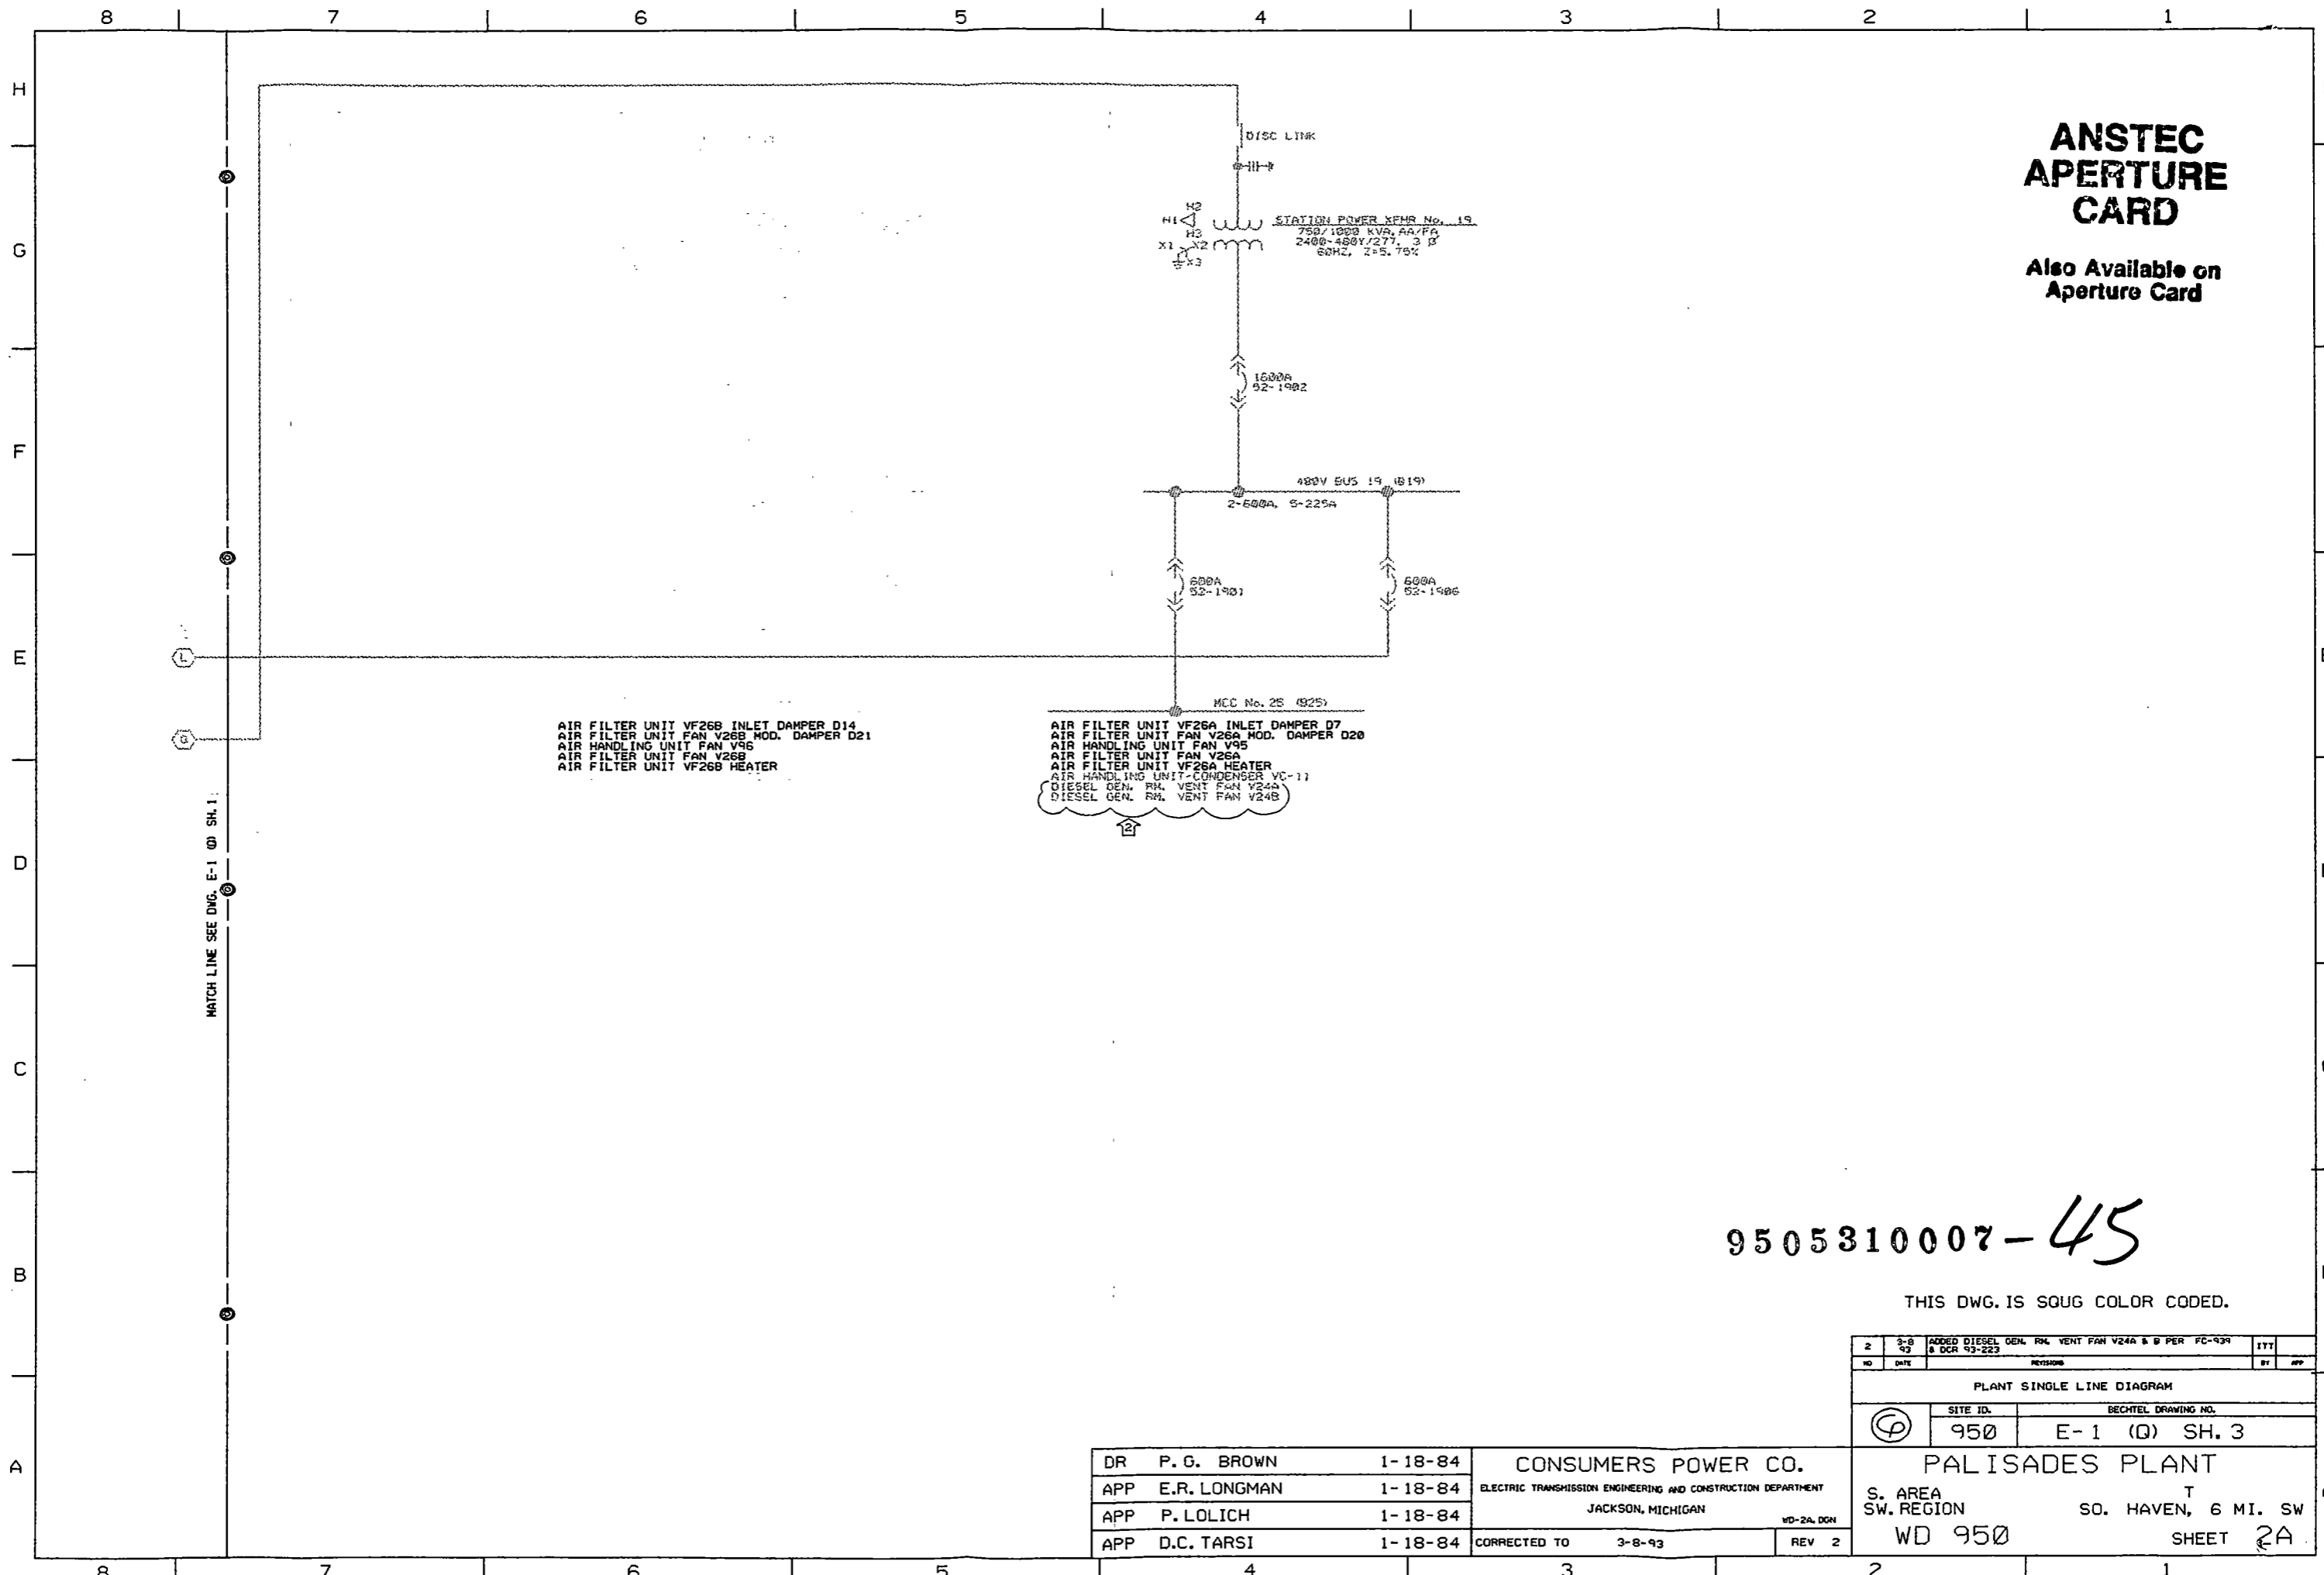 8 7 6 5 4 3 2 1
H
G
F
E
D
C
B
A
DISC LINK
H2
H1
H3
X1 X2
X3
STATION POWER XFMR No. 19
750/1000 KVA, AA/FA
2400-480Y/277, 3 Ø
60HZ, Z=5.75%
ANSTEC
APERTURE
CARD
Also Available on
Aperture Card
1600A
52-1902
480V BUS 19 (B19)
2-600A, 5-225A
600A
52-1901
600A
52-1906
L
MCC No. 25 (B25)
AIR FILTER UNIT VF26B INLET DAMPER D14
AIR FILTER UNIT FAN V26B MOD. DAMPER D21
AIR HANDLING UNIT FAN V96
AIR FILTER UNIT FAN V26B
AIR FILTER UNIT VF26B HEATER
AIR FILTER UNIT VF26A INLET DAMPER D7
AIR FILTER UNIT FAN V26A MOD. DAMPER D20
AIR HANDLING UNIT FAN V95
AIR FILTER UNIT FAN V26A
AIR FILTER UNIT VF26A HEATER
AIR HANDLING UNIT-CONDENSER VC-11
DIESEL GEN. RM. VENT FAN V24A
DIESEL GEN. RM. VENT FAN V24B
2
MATCH LINE SEE DWG. E-1 (Q) SH.1
9505310007-45
THIS DWG. IS SQUG COLOR CODED.
2 3-8 93 ADDED DIESEL GEN. RM. VENT FAN V24A & B PER FC-939
& DCR 93-223
NO DATE REVISIONS BY APP
PLANT SINGLE LINE DIAGRAM
SITE ID. BECHTEL DRAWING NO.
950 E-1 (Q) SH. 3
DR P. G. BROWN 1-18-84
APP E.R. LONGMAN 1-18-84
APP P. LOLICH 1-18-84
APP D.C. TARSI 1-18-84
CONSUMERS POWER CO.
ELECTRIC TRANSMISSION ENGINEERING AND CONSTRUCTION DEPARTMENT
JACKSON, MICHIGAN
WD-2A.DGN
CORRECTED TO 3-8-93 REV 2
PALISADES PLANT
S. AREA T
SW. REGION SO. HAVEN, 6 MI. SW
WD 950 SHEET 2A
8 7 6 5 4 3 2 1